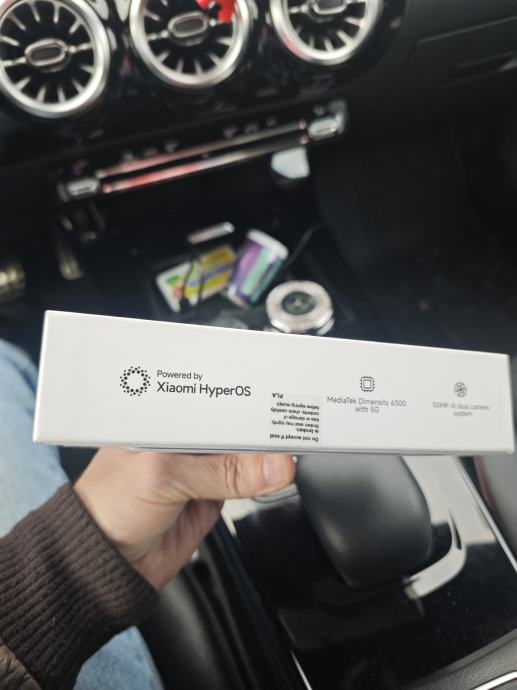 Powered by
Xiaomi HyperOS
Do not accept if seal
is broken.
Broken seal may signify
loss or damage of
contents, check carefully
before signing receipt.
PLA
MediaTek Dimensity 6300
with 5G
50MP AI dual camera
system